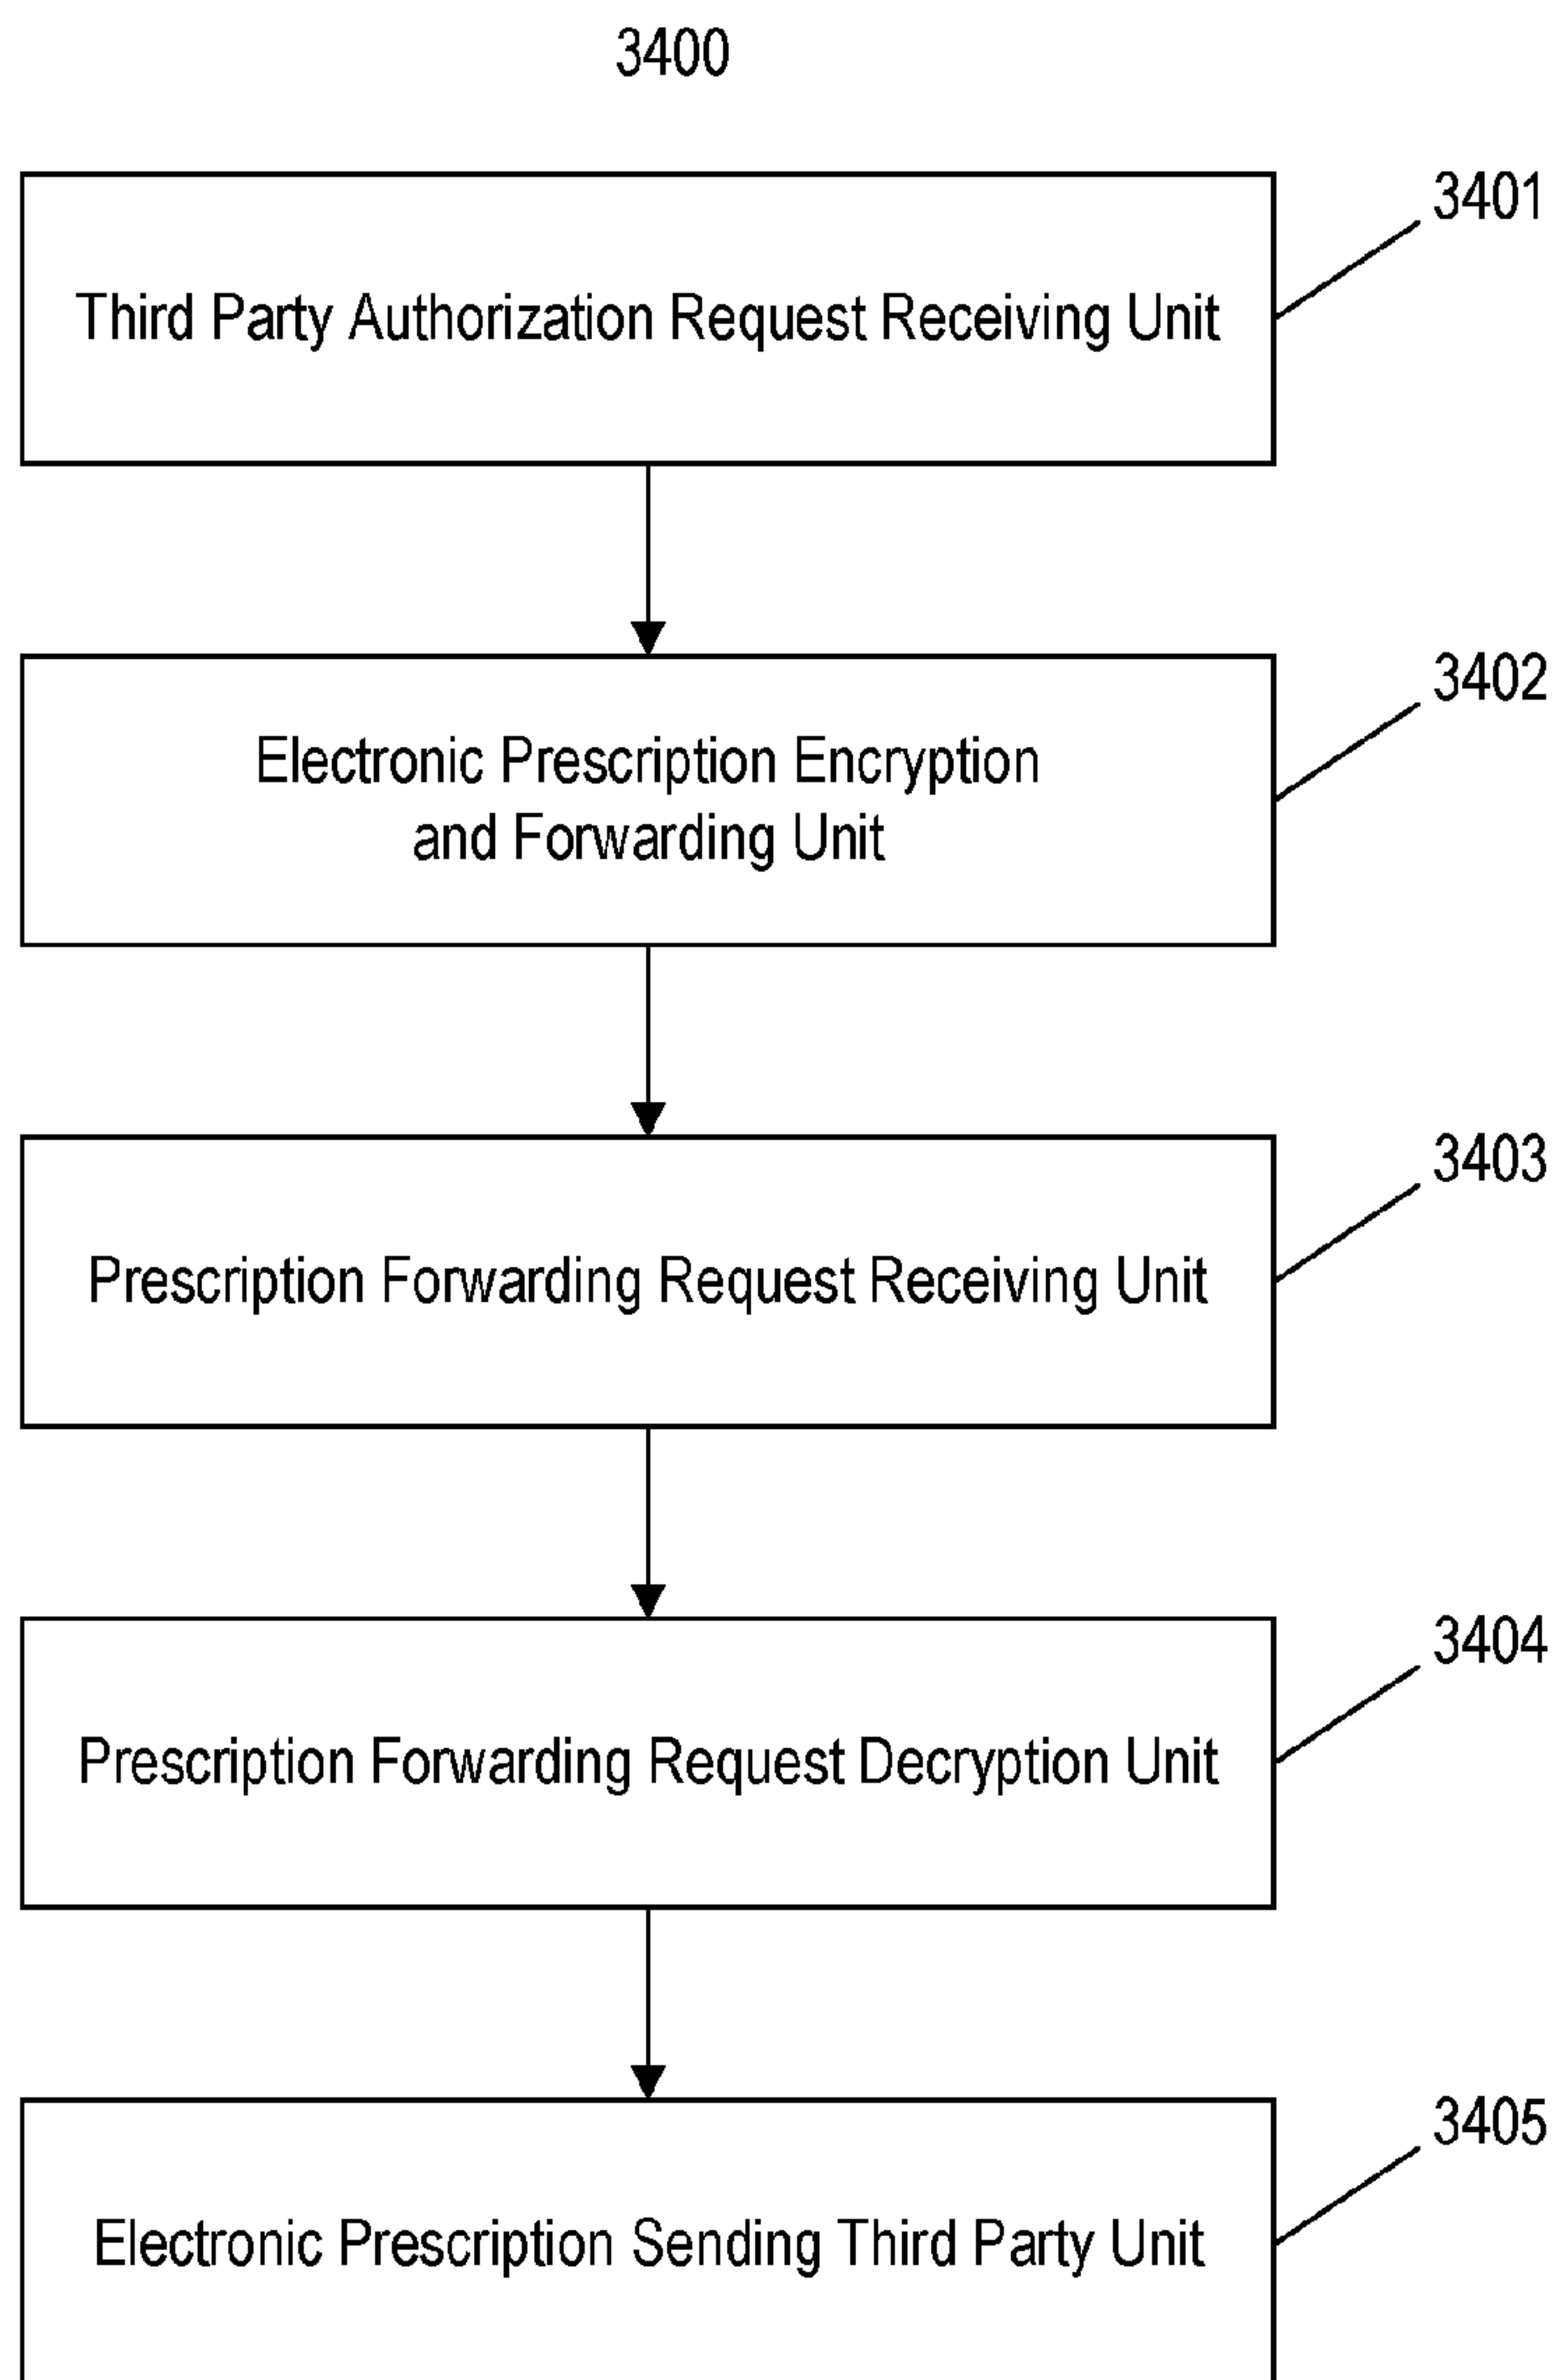 3400
3401
Third Party Authorization Request Receiving Unit
3402
Electronic Prescription Encryption
and Forwarding Unit
3403
Prescription Forwarding Request Receiving Unit
3404
Prescription Forwarding Request Decryption Unit
3405
Electronic Prescription Sending Third Party Unit